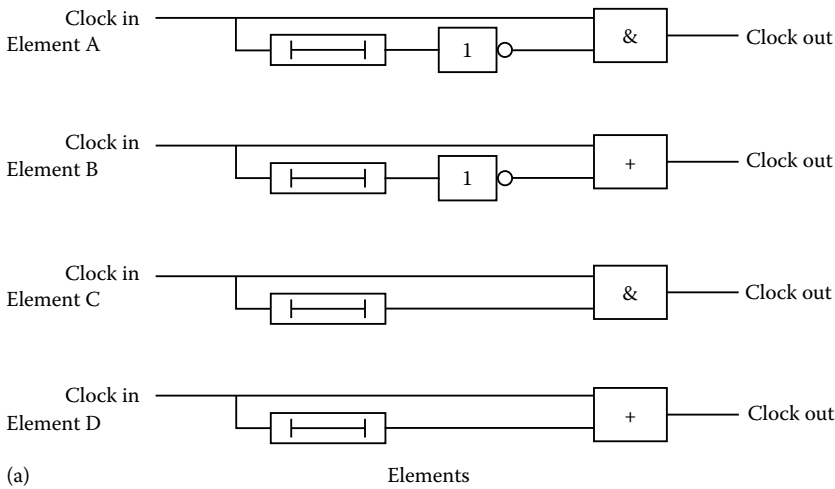 Clock in
Element A
1
&
Clock out
Clock in
Element B
1
+
Clock out
Clock in
Element C
&
Clock out
Clock in
Element D
+
Clock out
(a) Elements